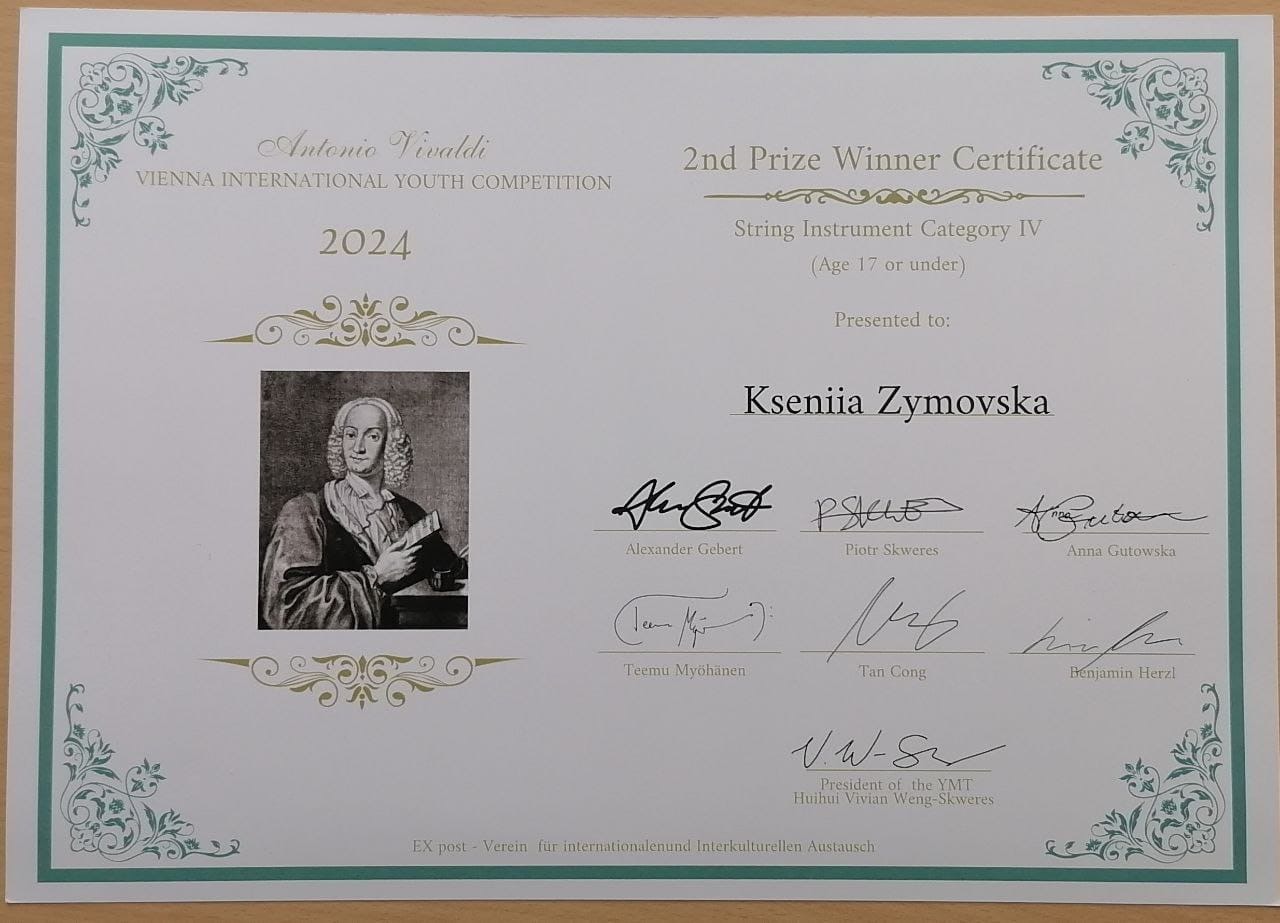 Antonio Vivaldi
VIENNA INTERNATIONAL YOUTH COMPETITION
2024
2nd Prize Winner Certificate
String Instrument Category IV
(Age 17 or under)
Presented to:
Kseniia Zymovska
Alexander Gebert
Piotr Skweres
Anna Gutowska
Teemu Myöhänen
Tan Cong
Benjamin Herzl
President of the YMT
Huihui Vivian Weng-Skweres
EX post - Verein für internationalenund Interkulturellen Austausch